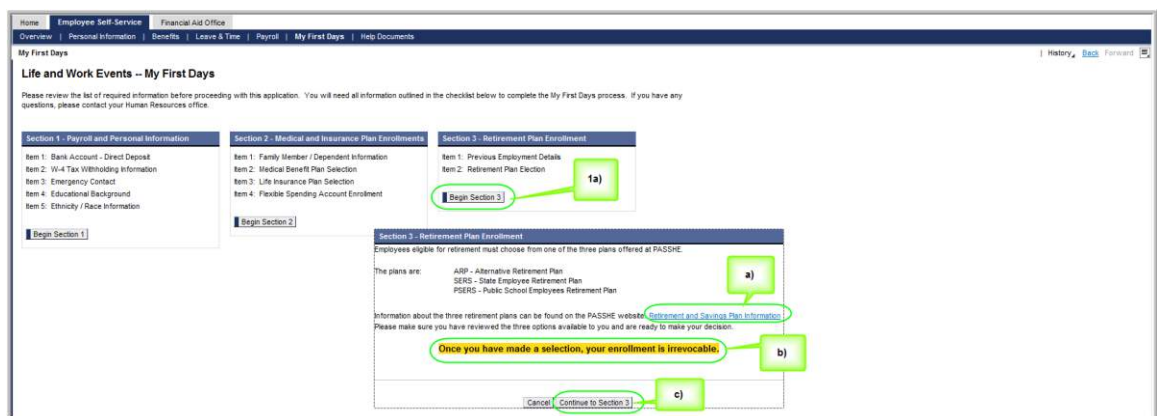 Home Employee Self-Service Financial Aid Office
Overview | Personal Information | Benefits | Leave & Time | Payroll | My First Days | Help Documents
My First Days | History Back Forward
Life and Work Events -- My First Days
Please review the list of required information before proceeding with this application. You will need all information outlined in the checklist below to complete the My First Days process. If you have any
questions, please contact your Human Resources office.
Section 1 - Payroll and Personal Information
Item 1: Bank Account - Direct Deposit
Item 2: W-4 Tax Withholding Information
Item 3: Emergency Contact
Item 4: Educational Background
Item 5: Ethnicity / Race Information
Begin Section 1
Section 2 - Medical and Insurance Plan Enrollments
Item 1: Family Member / Dependent Information
Item 2: Medical Benefit Plan Selection
Item 3: Life Insurance Plan Selection
Item 4: Flexible Spending Account Enrollment
Begin Section 2
Section 3 - Retirement Plan Enrollment
Item 1: Previous Employment Details
Item 2: Retirement Plan Election
1a)
Begin Section 3
Section 3 - Retirement Plan Enrollment
Employees eligible for retirement must choose from one of the three plans offered at PASSHE.
The plans are: ARP - Alternative Retirement Plan
SERS - State Employee Retirement Plan
PSERS - Public School Employees Retirement Plan
a)
Information about the three retirement plans can be found on the PASSHE website Retirement and Savings Plan Information
Please make sure you have reviewed the three options available to you and are ready to make your decision.
Once you have made a selection, your enrollment is irrevocable.
b)
Cancel Continue to Section 3
c)